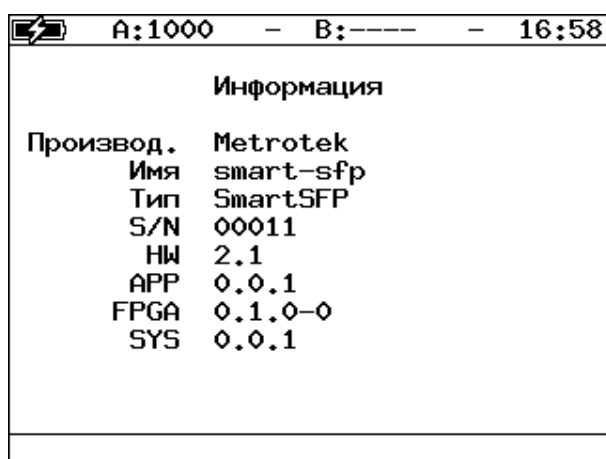 A:1000 – B:---- – 16:58
Информация
Производ. Metrotek
Имя smart-sfp
Тип SmartSFP
S/N 00011
HW 2.1
APP 0.0.1
FPGA 0.1.0-0
SYS 0.0.1